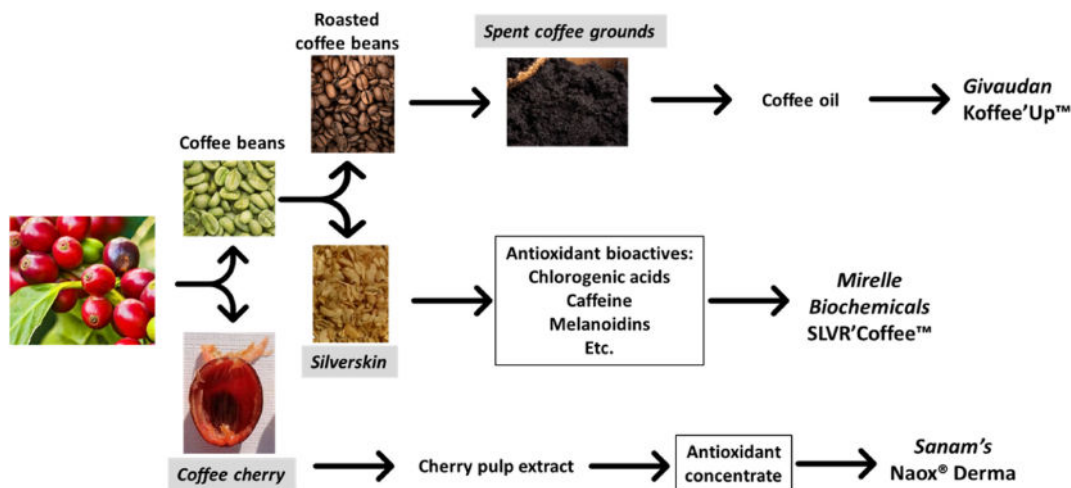 Roasted
coffee beans
Spent coffee grounds
Coffee oil
Givaudan
Koffee'Up™
Coffee beans
Antioxidant bioactives:
Chlorogenic acids
Caffeine
Melanoidins
Etc.
Mirelle
Biochemicals
SLVR'Coffee™
Silverskin
Coffee cherry
Cherry pulp extract
Antioxidant
concentrate
Sanam's
Naox® Derma